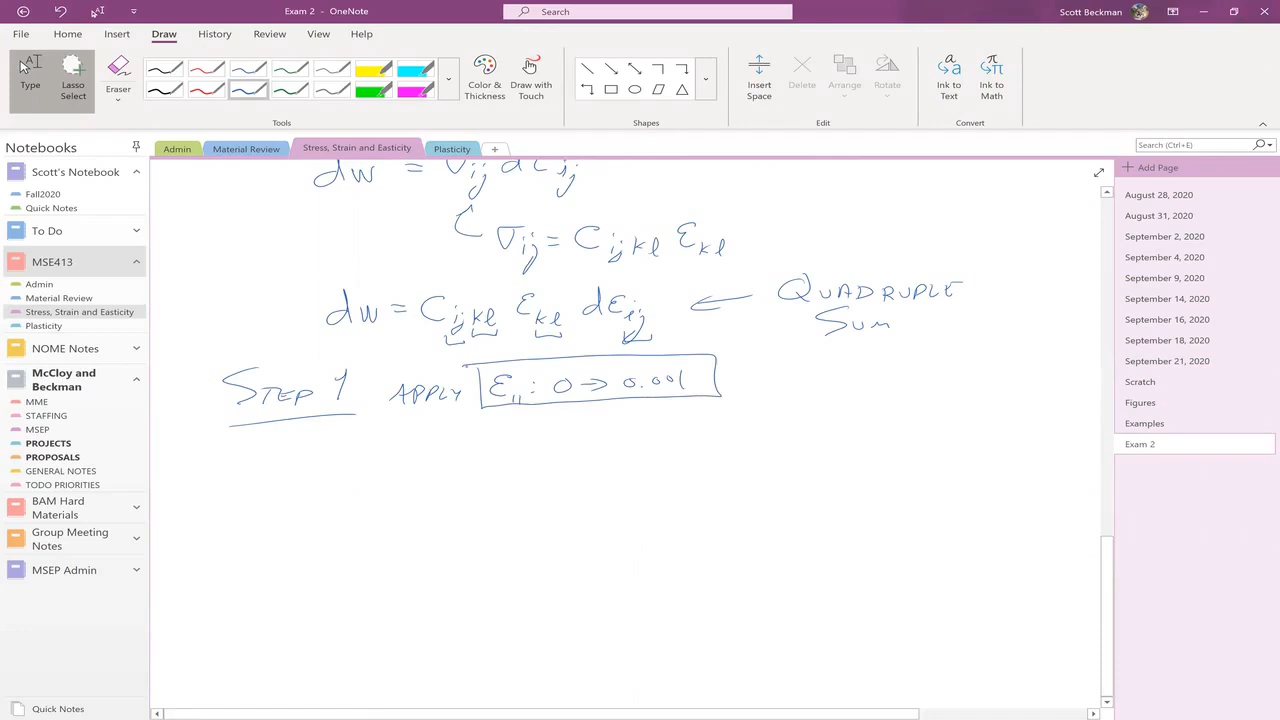 Exam 2 - OneNote
Search
Scott Beckman
File Home Insert Draw History Review View Help
Type
Lasso Select
Eraser
Color & Thickness
Draw with Touch
Insert Space
Delete
Arrange
Rotate
Ink to Text
Ink to Math
Tools
Shapes
Edit
Convert
Notebooks
Admin
Material Review
Stress, Strain and Easticity
Plasticity
Search (Ctrl+E)
Scott's Notebook
Fall2020
Quick Notes
To Do
MSE413
Admin
Material Review
Stress, Strain and Easticity
Plasticity
NOME Notes
McCloy and Beckman
MME
STAFFING
MSEP
PROJECTS
PROPOSALS
GENERAL NOTES
TODO PRIORITIES
BAM Hard Materials
Group Meeting Notes
MSEP Admin
Quick Notes
dw = σij dεij
σij = Cijkl εkl
dw = Cijkl εkl dεij ← QUADRUPLE
SUM
STEP 1 APPLY ε11: 0 → 0.001
Add Page
August 28, 2020
August 31, 2020
September 2, 2020
September 4, 2020
September 9, 2020
September 14, 2020
September 16, 2020
September 18, 2020
September 21, 2020
Scratch
Figures
Examples
Exam 2